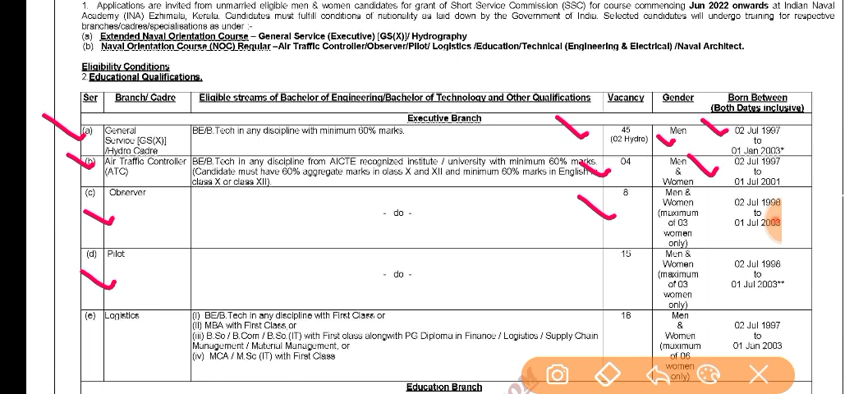 1. Applications are invited from unmarried eligible men & women candidates for grant of Short Service Commission (SSC) for course commencing Jun 2022 onwards at Indian Naval
Academy (INA) Ezhimala, Kerala. Candidates must fulfill conditions of nationality as laid down by the Government of India. Selected candidates will undergo training for respective
branches/cadres/specialisations as under :-
(a) Extended Naval Orientation Course – General Service (Executive) [GS(X)]/ Hydrography
(b) Naval Orientation Course (NOC) Regular –Air Traffic Controller/Observer/Pilot/ Logistics /Education/Technical (Engineering & Electrical) /Naval Architect.
Eligibility Conditions
2 Educational Qualifications.
Ser Branch/ Cadre Eligible streams of Bachelor of Engineering/Bachelor of Technology and Other Qualifications Vacancy Gender Born Between
(Both Dates inclusive)
Executive Branch
(a) General BE/B.Tech in any discipline with minimum 60% marks. 45 Men 02 Jul 1997
Service [GS(X)] (02 Hydro) to
/Hydro Cadre 01 Jan 2003*
(b) Air Traffic Controller BE/B.Tech in any discipline from AICTE recognized institute / university with minimum 60% marks. 04 Men 02 Jul 1997
(ATC) (Candidate must have 60% aggregate marks in class X and XII and minimum 60% marks in English & to
class X or class XII). Women 01 Jul 2001
(c) Observer 8 Men &
Women 02 Jul 1998
- do - (maximum to
of 03 01 Jul 2003
women
only)
(d) Pilot 15 Men &
Women 02 Jul 1998
- do - (maximum to
of 03 01 Jul 2003**
women
only)
(e) Logistics (i) BE/B.Tech in any discipline with First Class or 18 Men
(ii) MBA with First Class, or & 02 Jul 1997
(iii) B.Sc / B.Com / B.Sc.(IT) with First class alongwith PG Diploma in Finance / Logistics / Supply Chain Women to
Management / Material Management, or (maximum 01 Jan 2003
(iv) MCA / M.Sc (IT) with First Class of 06
only)
Education Branch